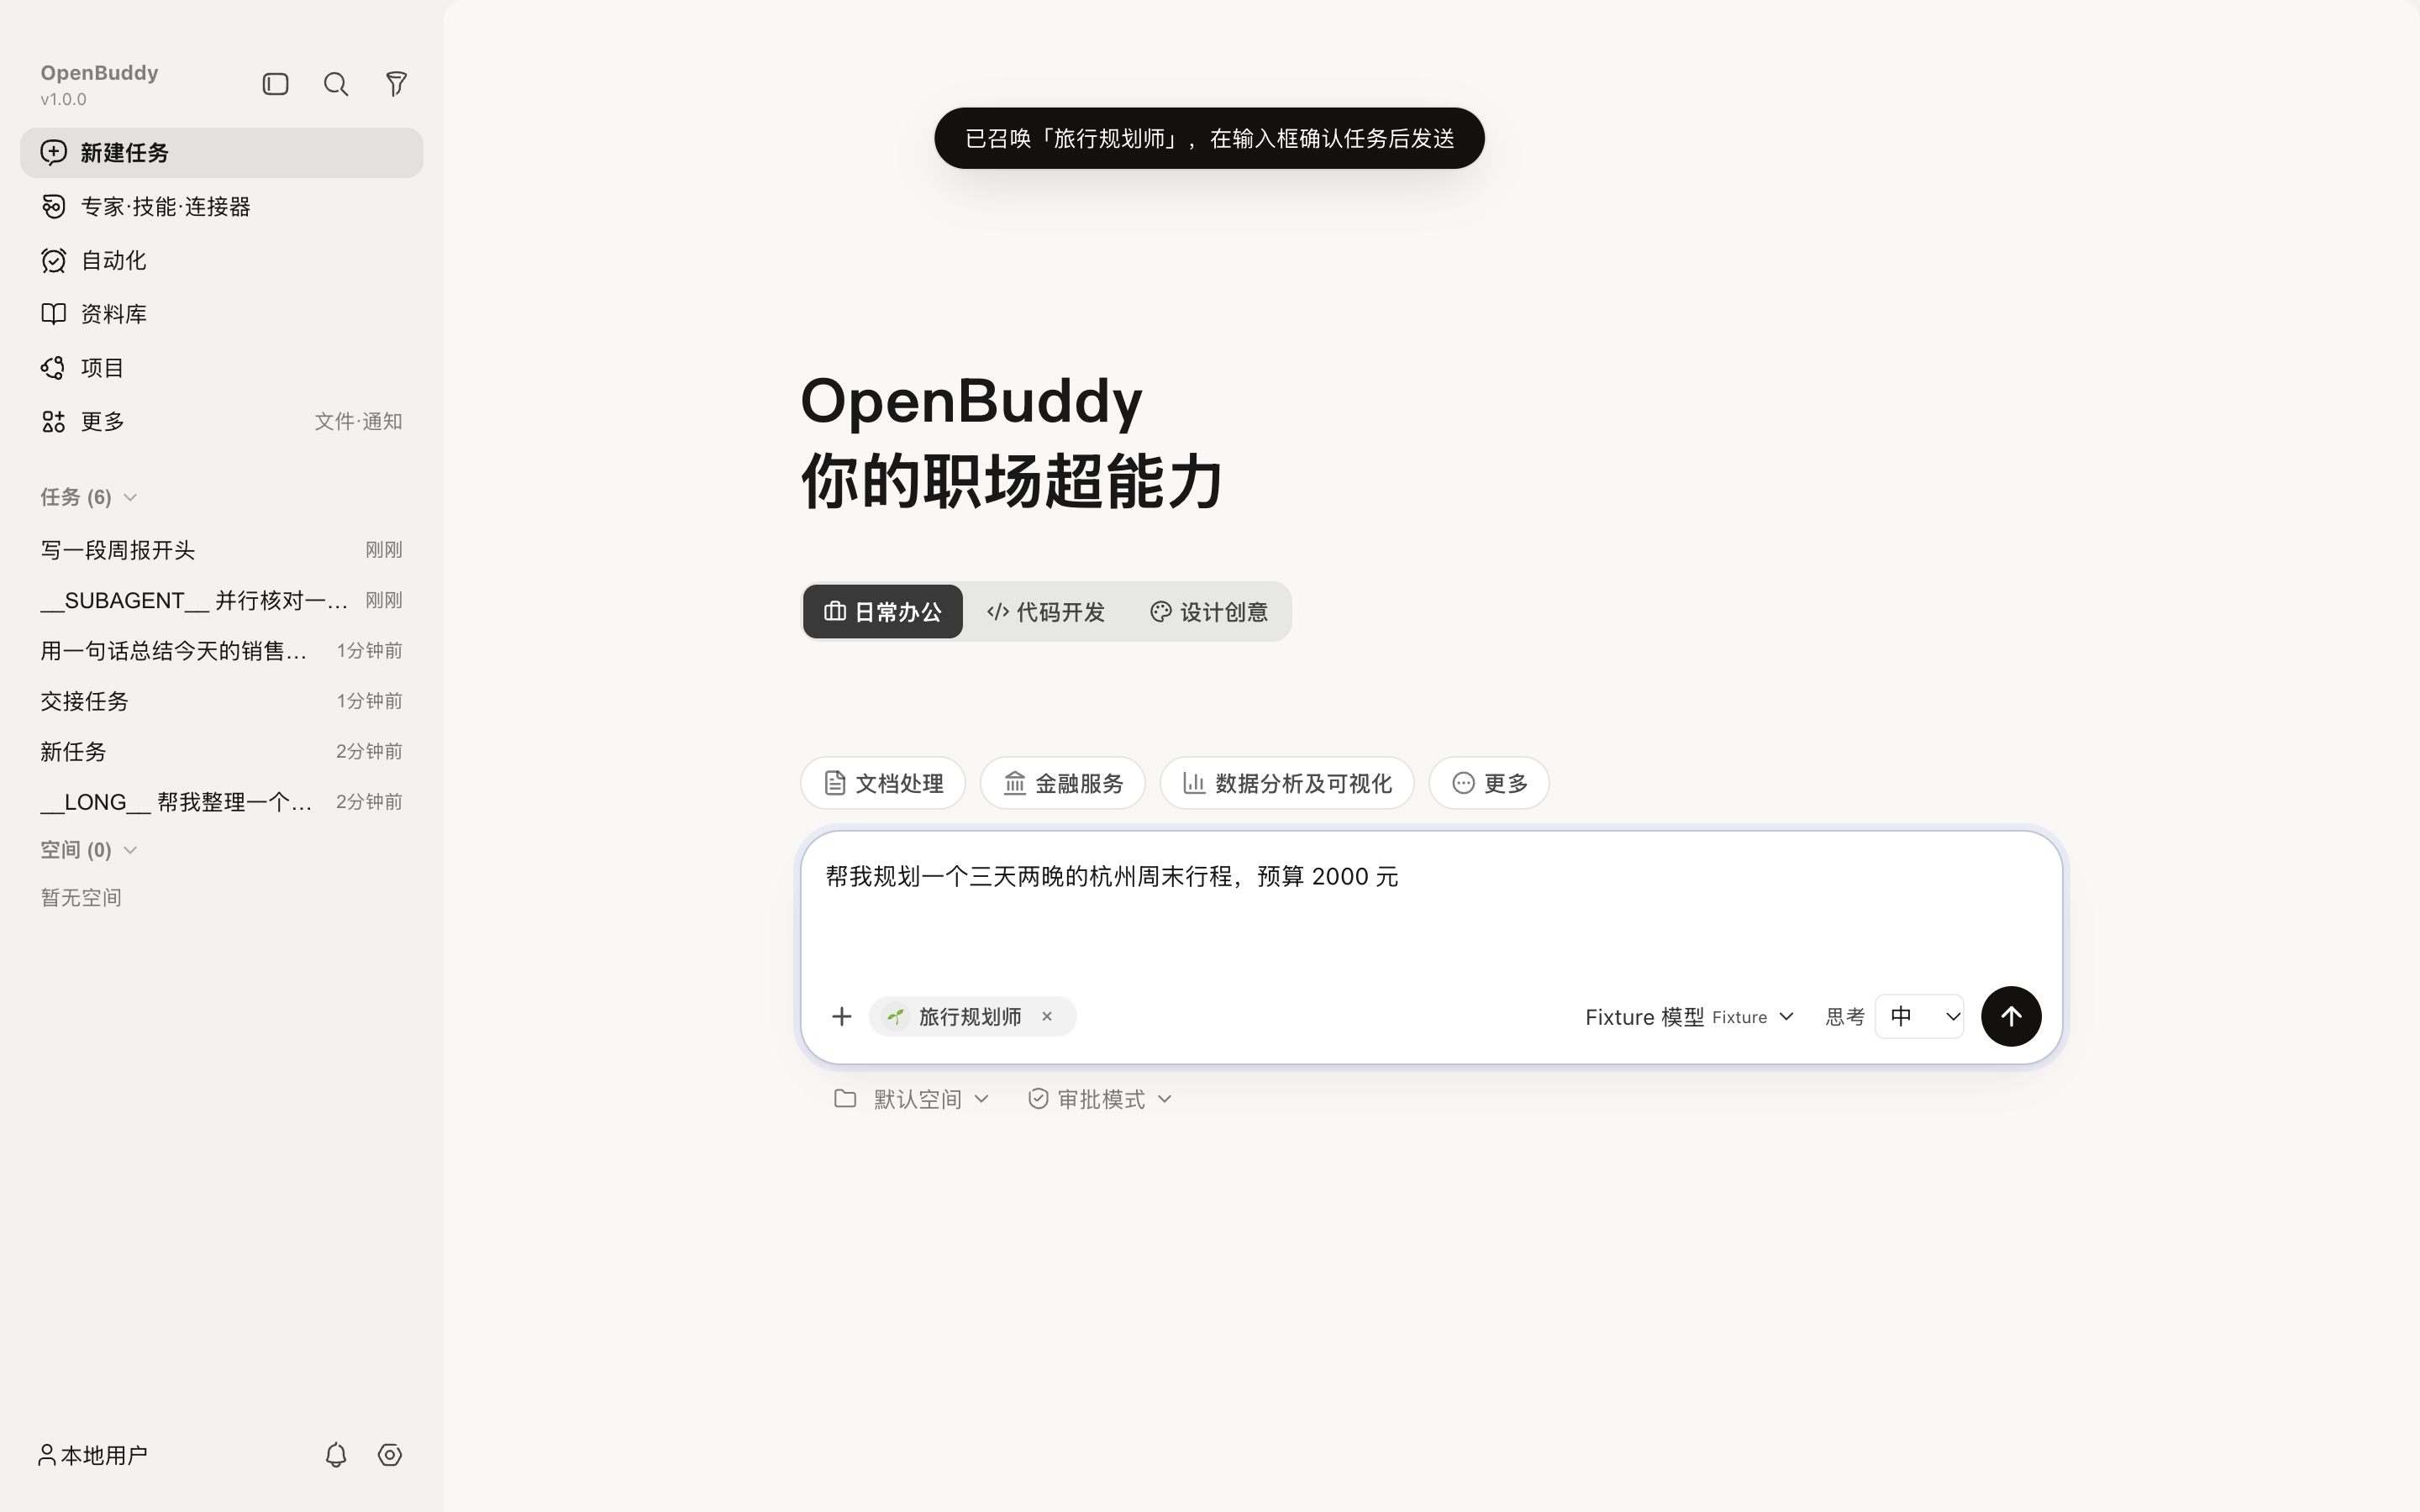 OpenBuddy
v1.0.0
新建任务
专家·技能·连接器
自动化
资料库
项目
更多 文件·通知
任务 (6)
写一段周报开头 刚刚
__SUBAGENT__ 并行核对一... 刚刚
用一句话总结今天的销售... 1分钟前
交接任务 1分钟前
新任务 2分钟前
__LONG__ 帮我整理一个... 2分钟前
空间 (0)
暂无空间
本地用户
已召唤「旅行规划师」，在输入框确认任务后发送
OpenBuddy
你的职场超能力
日常办公 代码开发 设计创意
文档处理 金融服务 数据分析及可视化 更多
帮我规划一个三天两晚的杭州周末行程，预算 2000 元
旅行规划师 × Fixture 模型 Fixture 思考 中
默认空间 审批模式